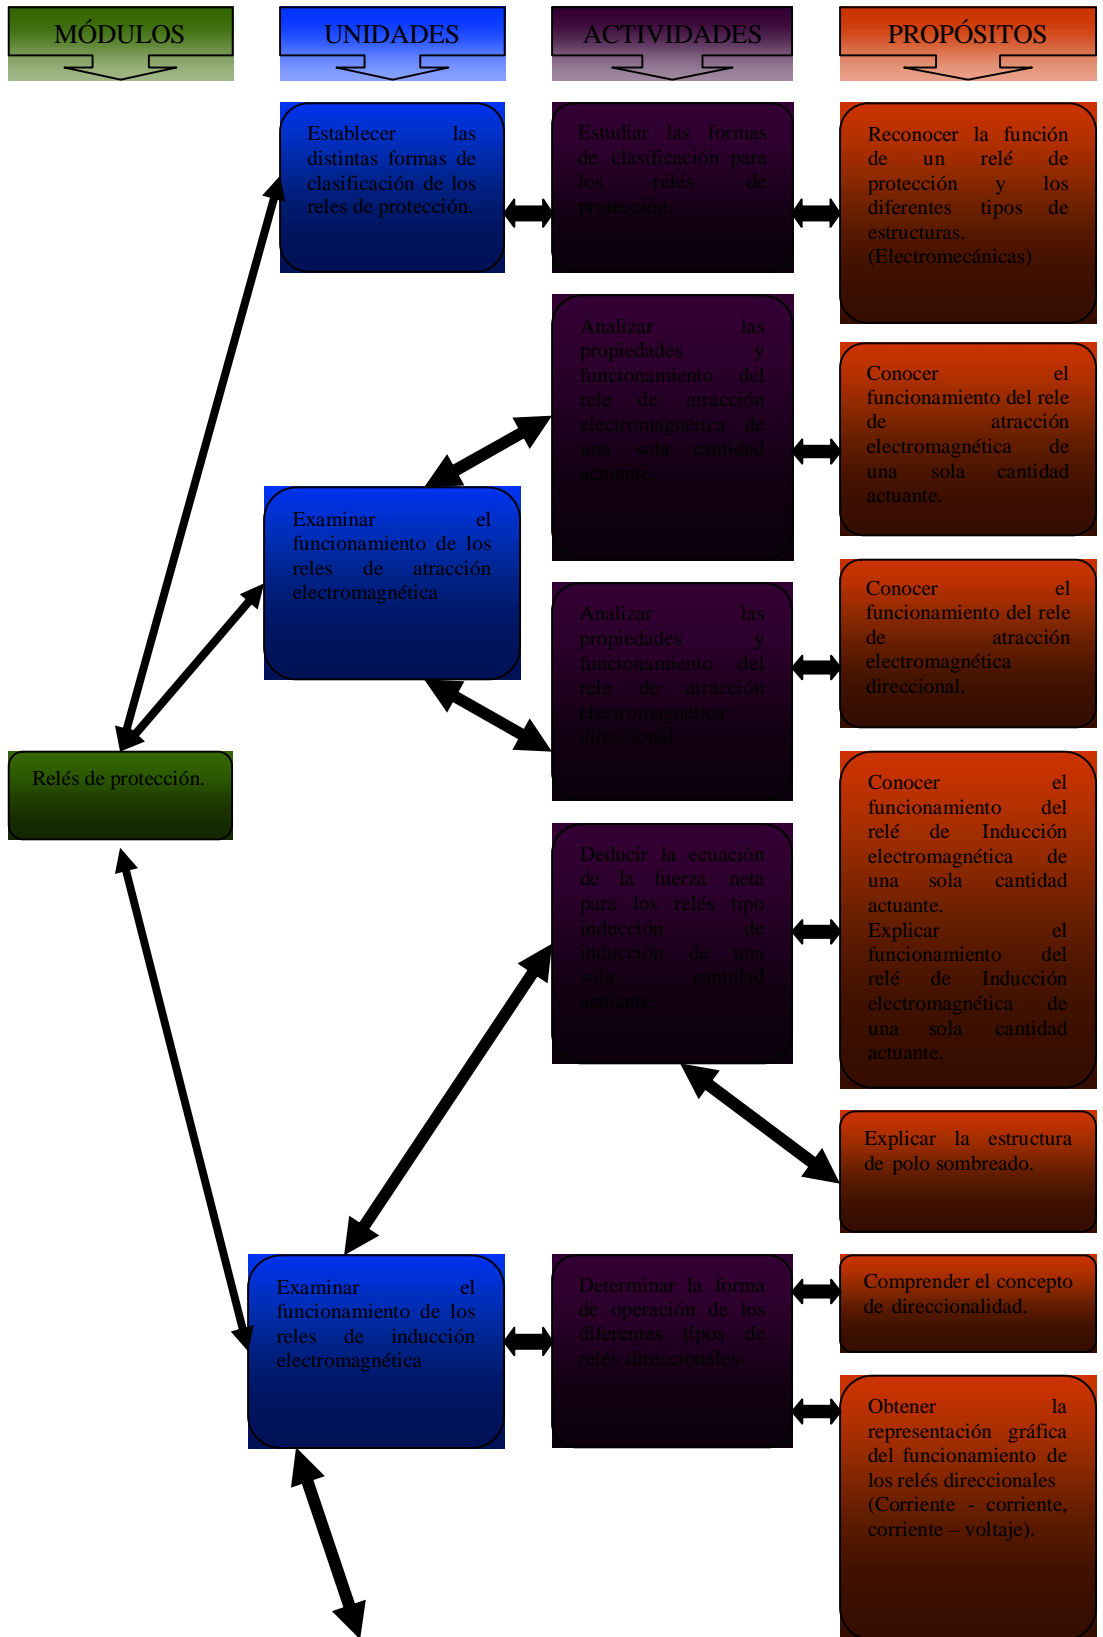 MÓDULOS
UNIDADES
ACTIVIDADES
PROPÓSITOS
Establecer las
distintas formas de
clasificación de los
reles de protección.
Estudiar las formas
de clasificación para
los relés de
protección.
Reconocer la función
de un relé de
protección y los
diferentes tipos de
estructuras.
(Electromecánicas)
Analizar las
propiedades y
funcionamiento del
rele de atracción
electromagnética de
una sola cantidad
actuante.
Conocer el
funcionamiento del rele
de atracción
electromagnética de
una sola cantidad
actuante.
Examinar el
funcionamiento de los
reles de atracción
electromagnética
Analizar las
propiedades y
funcionamiento del
rele de atracción
electromagnética
direccional.
Conocer el
funcionamiento del rele
de atracción
electromagnética
direccional.
Relés de protección.
Deducir la ecuación
de la fuerza neta
para los relés tipo
inducción de
inducción de una
sola cantidad
actuante.
Conocer el
funcionamiento del
relé de Inducción
electromagnética de
una sola cantidad
actuante.
Explicar el
funcionamiento del
relé de Inducción
electromagnética de
una sola cantidad
actuante.
Explicar la estructura
de polo sombreado.
Examinar el
funcionamiento de los
reles de inducción
electromagnética
Determinar la forma
de operación de los
diferentes tipos de
relés direccionales.
Comprender el concepto
de direccionalidad.
Obtener la
representación gráfica
del funcionamiento de
los relés direccionales
(Corriente - corriente,
corriente – voltaje).